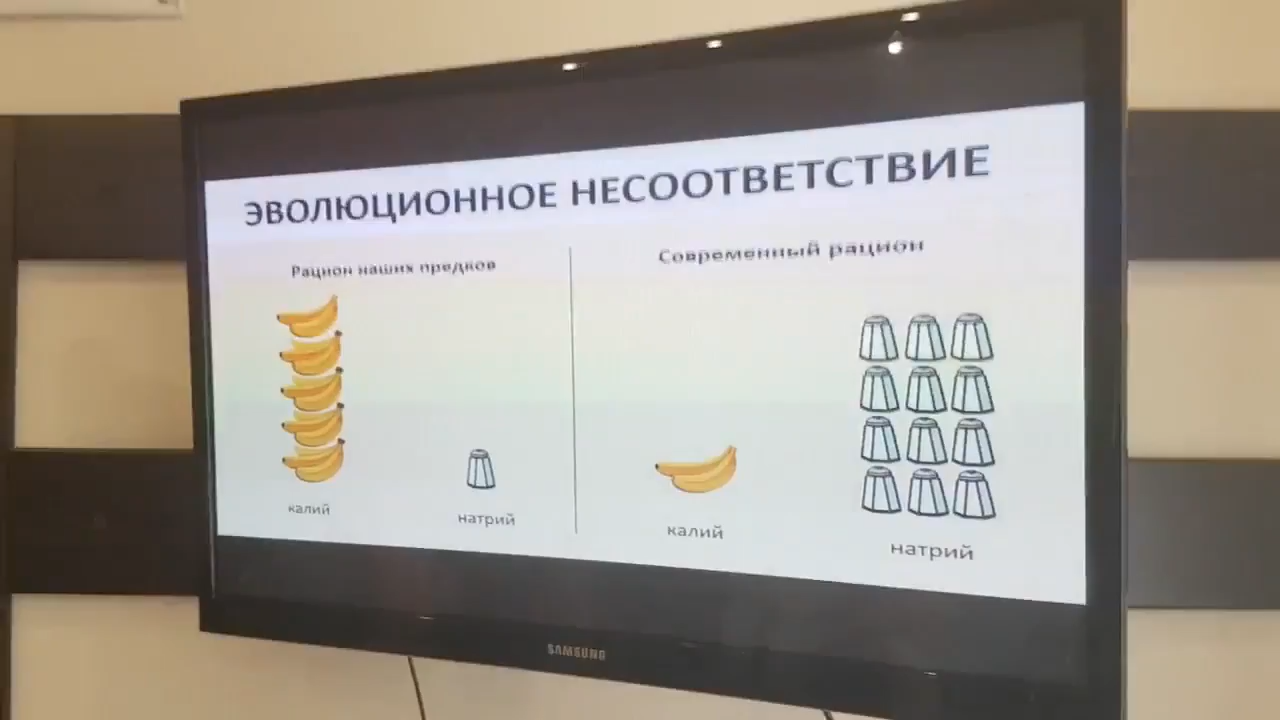 ЭВОЛЮЦИОННОЕ НЕСООТВЕТСТВИЕ
Рацион наших предков
Современный рацион
калий
натрий
калий
натрий
SAMSUNG